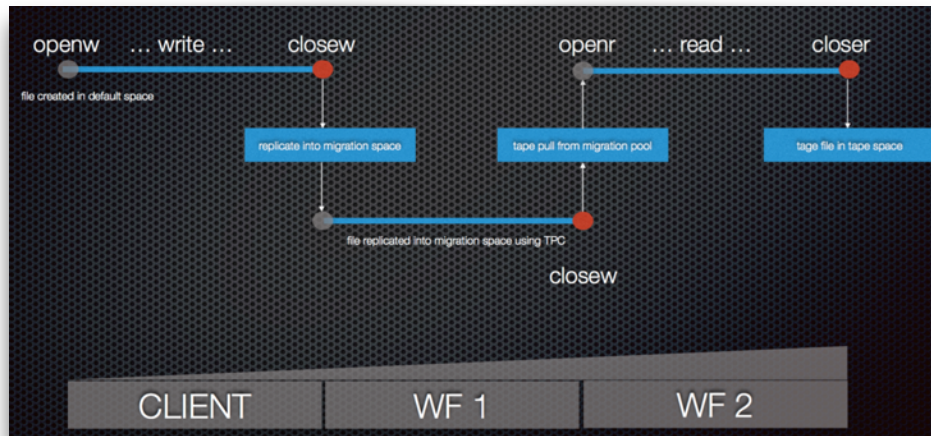 openw ... write ... closew
openr ... read ... closer
file created in default space
replicate into migration space
tape pull from migration pool
tage file in tape space
file replicated into migration space using TPC
closew
CLIENT
WF 1
WF 2